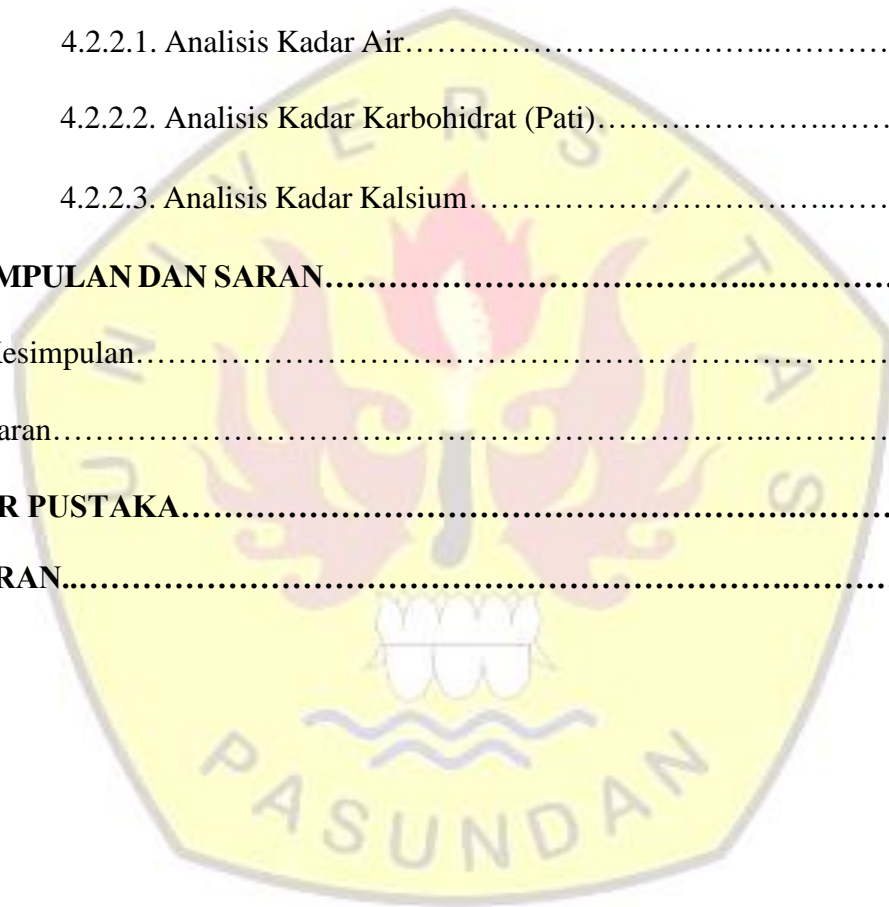 4.2.2.1. Analisis Kadar Air…………………………..…………
4.2.2.2. Analisis Kadar Karbohidrat (Pati)………………….……
4.2.2.3. Analisis Kadar Kalsium……………………………..……
MPULAN DAN SARAN…………………………………...……………
esimpulan…………………………………………………….……………
aran……………………………………………………………..…………
R PUSTAKA………………………………………………………………
RAN..………………………………………………………….…………
UNIVERSITAS
PASUNDAN